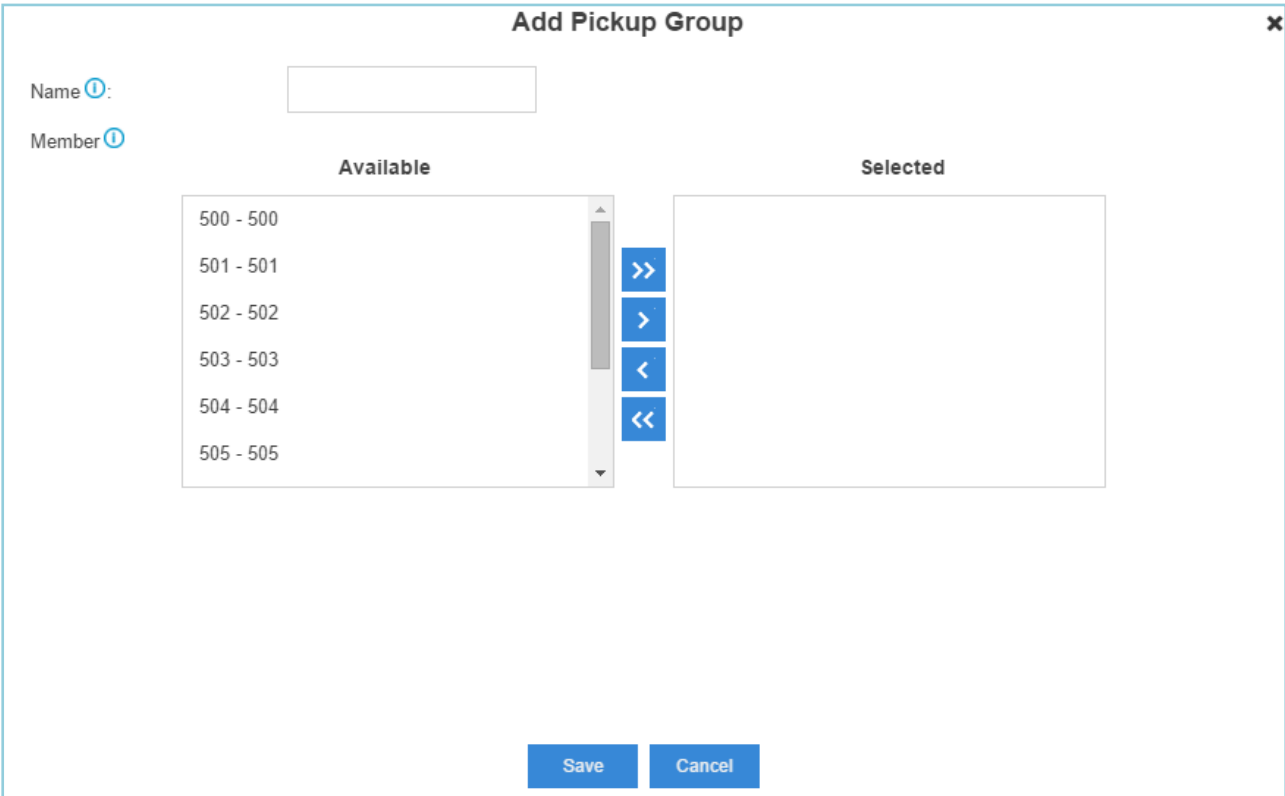 Add Pickup Group
Name :
Member
Available Selected
500 - 500
501 - 501
502 - 502
503 - 503
504 - 504
505 - 505
Save Cancel